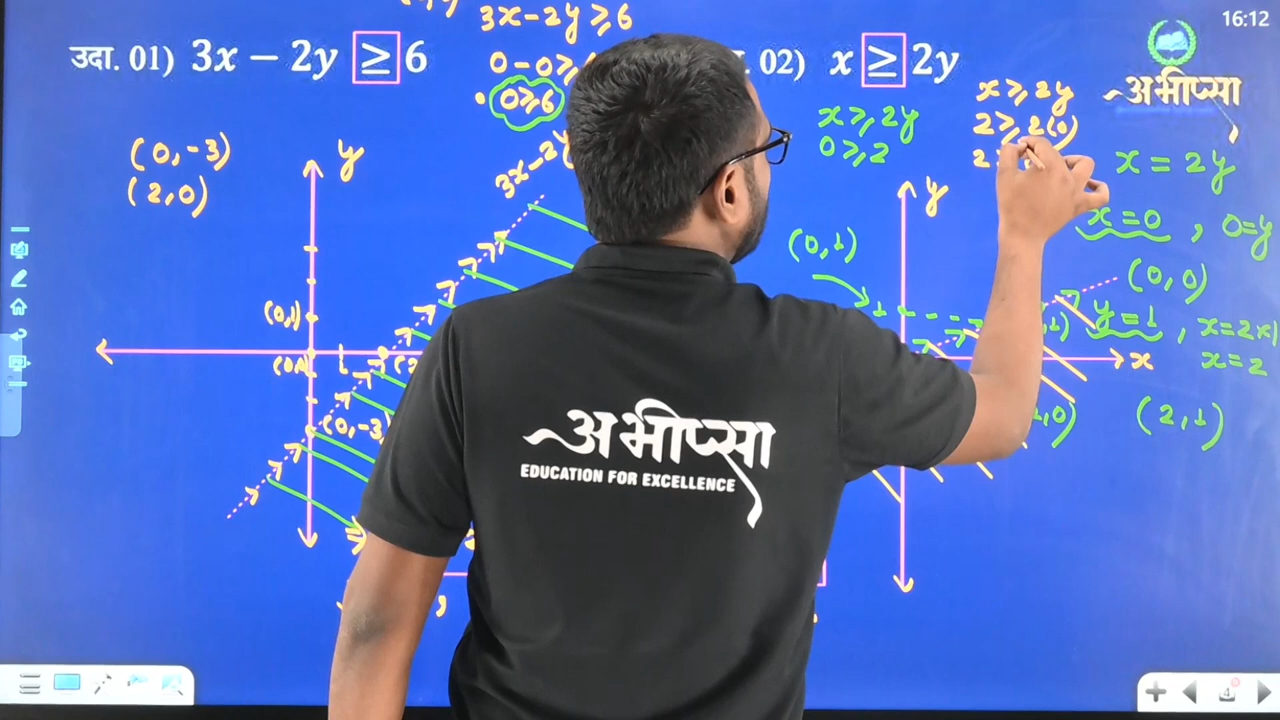 16:12
उदा. 01) 3x − 2y ≥ 6
3x-2y≥6
0-0≥
0≥6
(0,-3)
(2,0)
y
3x-2y
(0,1)
(0,-3)
02) x ≥ 2y
x≥2y
0≥2
x≥2y
2≥2(0)
अभीप्सा
x=2y
x=0, 0=y
(0,0)
y=1, x=2×1
x=2
(2,1)
y
(0,1)
x
अभीप्सा
EDUCATION FOR EXCELLENCE